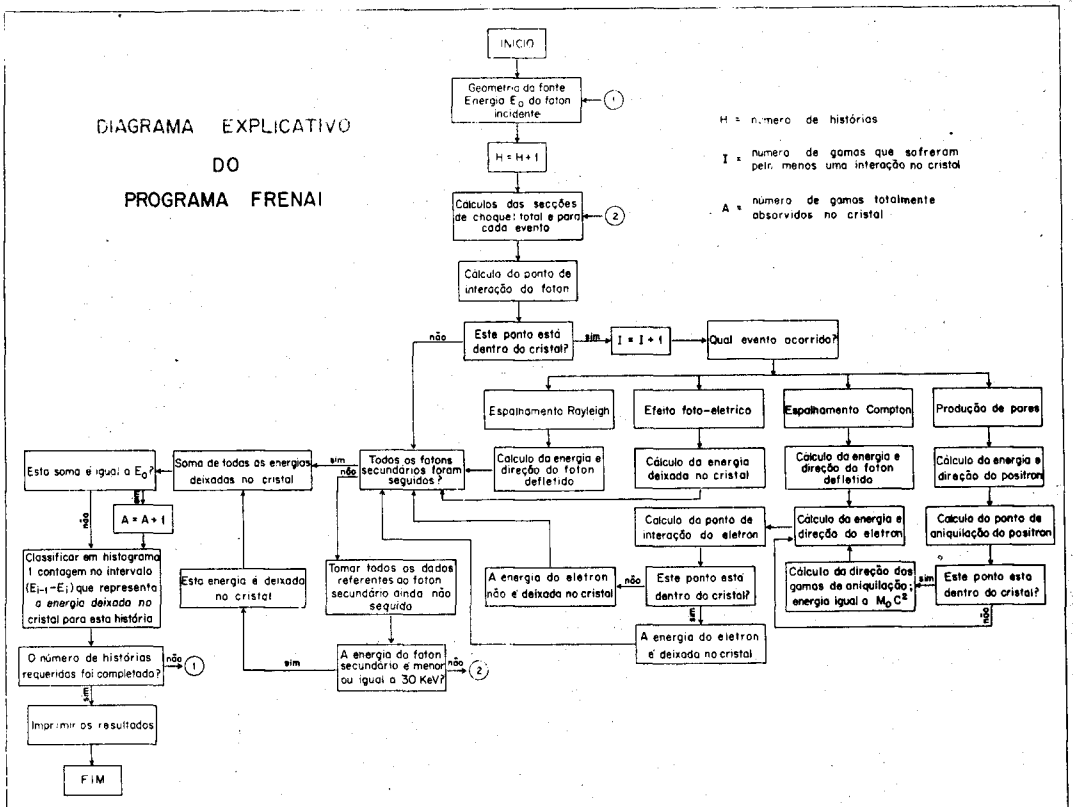 INICIO
Geometria da fonte
Energia E₀ do foton
incidente
1
DIAGRAMA EXPLICATIVO
DO
PROGRAMA FRENAI
H = numero de histórias
I = numero de gamas que sofreram
pelo menos uma interação no cristal
A = número de gamas totalmente
absorvidos no cristal
H = H + 1
Cálculos das secções
de choque: total e para
cada evento
2
Cálculo do ponto de
interação do foton
Este ponto está
dentro do cristal?
não
sim
I = I + 1
Qual evento ocorrido?
Espalhamento Rayleigh
Efeito foto-eletrico
Espalhamento Compton
Produção de pares
Esta soma é igual a E₀?
Soma de todas as energias
deixadas no cristal
sim
não
Todos os fotons
secundários foram
seguidos?
Calculo da energia e
direção do foton
defletido
Cálculo da energia
deixada no cristal
Cálculo da energia e
direção do foton
defletido
Cálculo da energia e
direção do positron
não
sim
A = A + 1
Calculo do ponto de
interação do eletron
Cálculo da energia e
direção do eletron
Calculo do ponto de
aniquilação do positron
Classificar em histograma
1 contagem no intervalo
(Eᵢ₋₁-Eᵢ) que representa
a energia deixada no
cristal para esta história
Esta energia é deixada
no cristal
Tomar todos os dados
referentes ao foton
secundário ainda não
seguido
A energia do eletron
não é deixada no cristal
não
Este ponto está
dentro do cristal?
Cálculo da direção dos
gamas de aniquilação;
energia igual a M₀C²
sim
Este ponto esta
dentro do cristal?
não
sim
A energia do eletron
é deixada no cristal
O número de histórias
requeridas foi completado?
não
1
sim
A energia do foton
secundário é menor
ou igual a 30 KeV?
não
2
sim
Imprimir os resultados
FIM